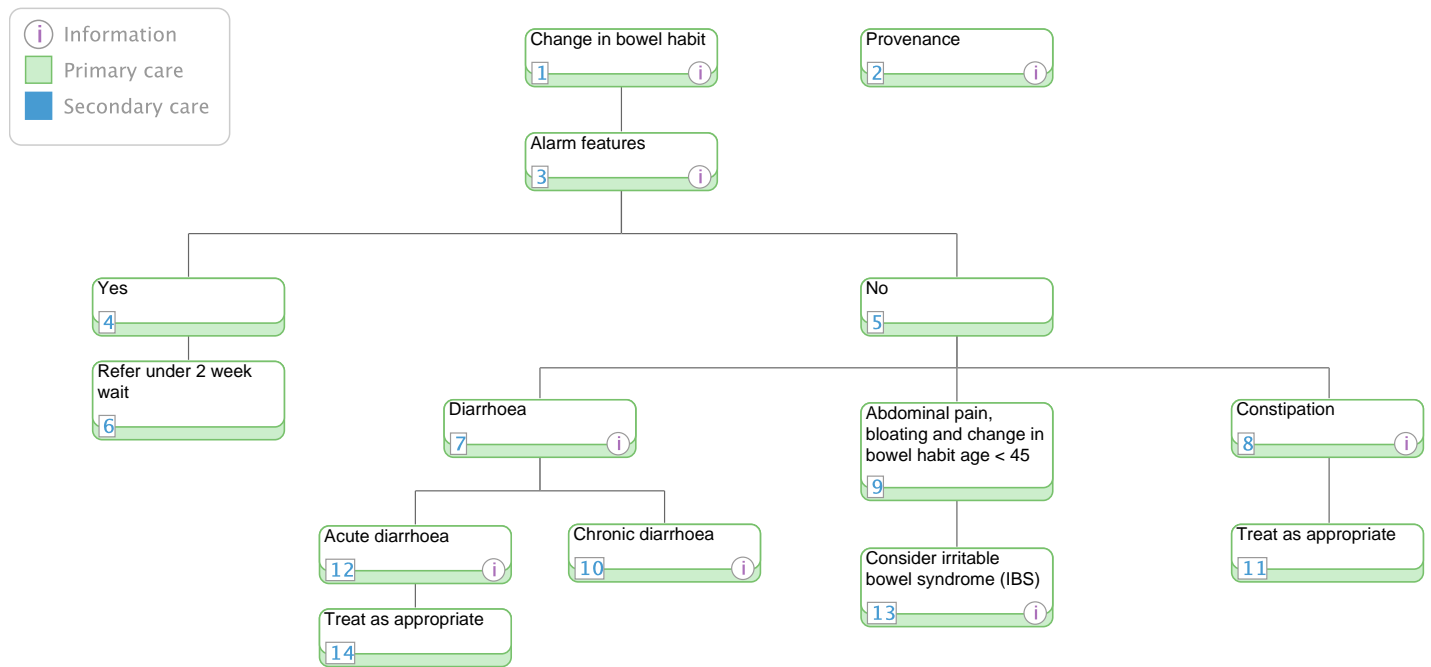 Information
Primary care
Secondary care
Change in bowel habit
1
i
Provenance
2
i
Alarm features
3
i
Yes
4
No
5
Refer under 2 week
wait
6
Diarrhoea
7
i
Abdominal pain,
bloating and change in
bowel habit age < 45
9
Constipation
8
i
Acute diarrhoea
12
i
Chronic diarrhoea
10
i
Consider irritable
bowel syndrome (IBS)
13
i
Treat as appropriate
11
Treat as appropriate
14